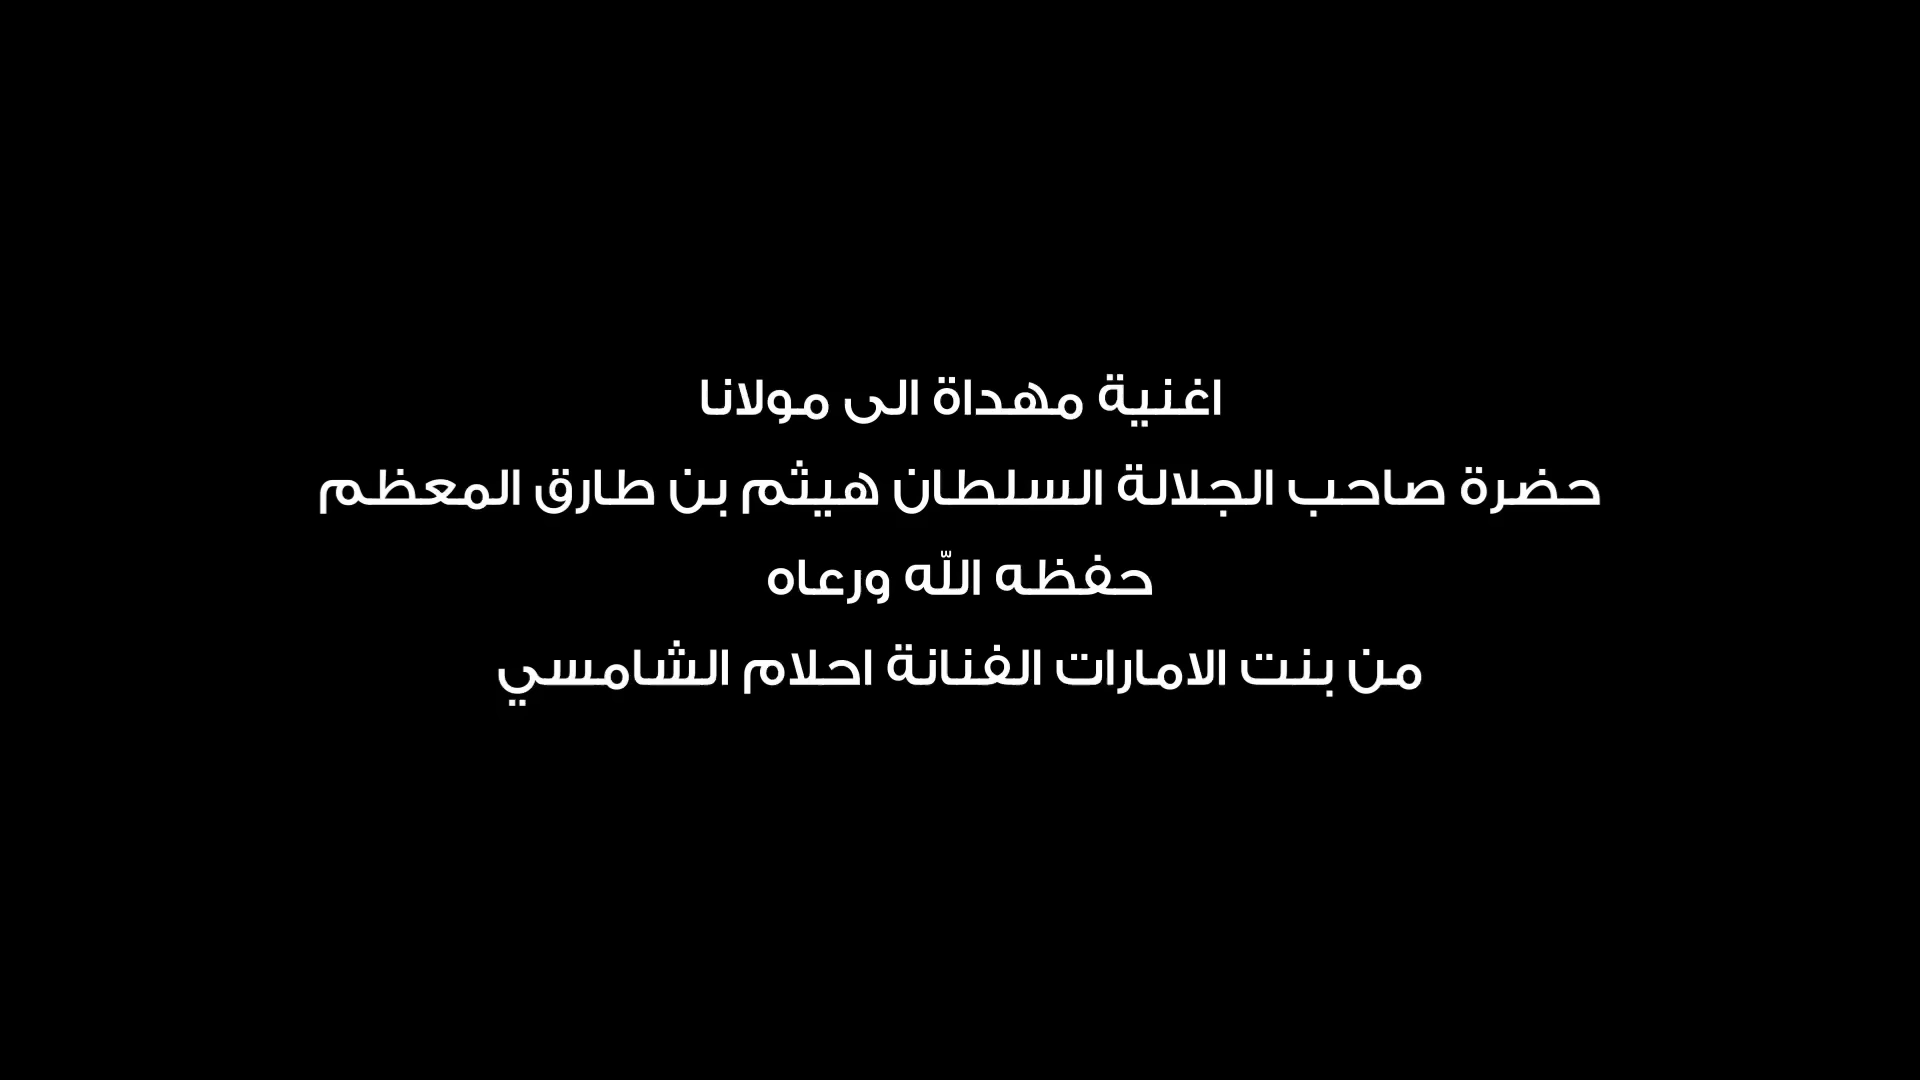 اغنية مهداة الى مولانا
حضرة صاحب الجلالة السلطان هيثم بن طارق المعظم
حفظه الله ورعاه
من بنت الامارات الفنانة احلام الشامسي